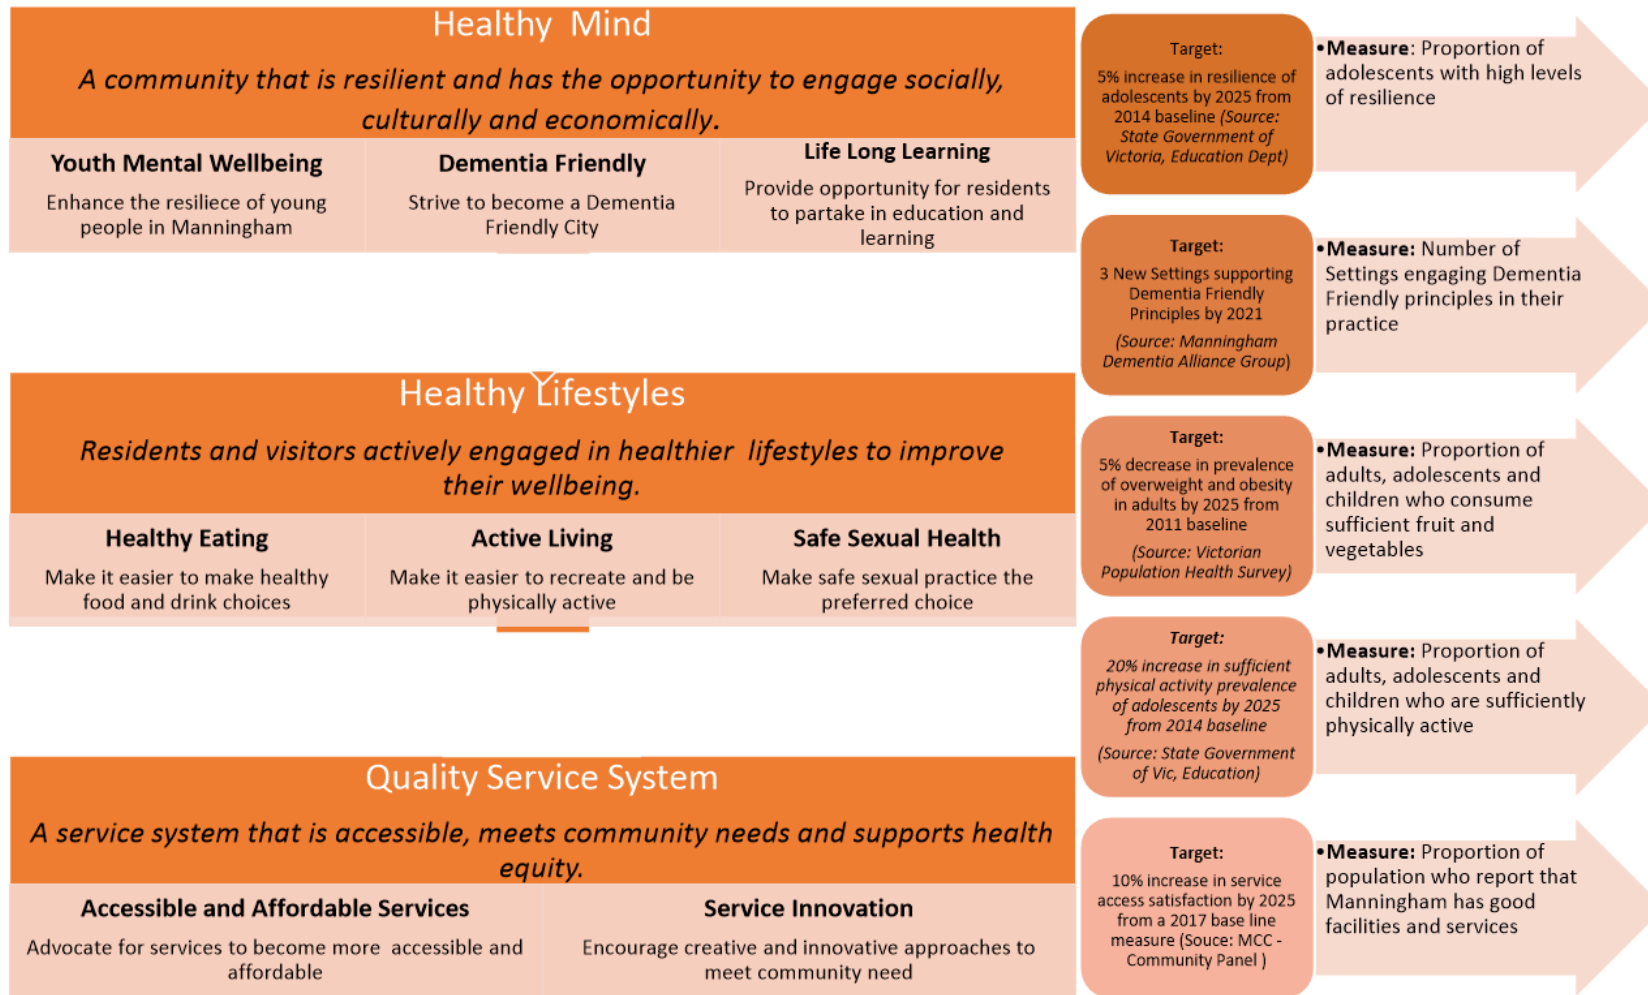 Healthy  Mind
A community that is resilient and has the opportunity to engage socially,
culturally and economically.
Youth Mental Wellbeing
Enhance the resiliece of young
people in Manningham
Dementia Friendly
Strive to become a Dementia
Friendly City
Life Long Learning
Provide opportunity for residents
to partake in education and
learning
Healthy Lifestyles
Residents and visitors actively engaged in healthier  lifestyles to improve
their wellbeing.
Healthy Eating
Make it easier to make healthy
food and drink choices
Active Living
Make it easier to recreate and be
physically active
Safe Sexual Health
Make safe sexual practice the
preferred choice
Quality Service System
A service system that is accessible, meets community needs and supports health
equity.
Accessible and Affordable Services
Advocate for services to become more  accessible and
affordable
Service Innovation
Encourage creative and innovative approaches to
meet community need
Target:
5% increase in resilience of
adolescents by 2025 from
2014 baseline (Source:
State Government of
Victoria, Education Dept)
•Measure: Proportion of
adolescents with high levels
of resilience
Target:
3 New Settings supporting
Dementia Friendly
Principles by 2021
(Source: Manningham
Dementia Alliance Group)
•Measure: Number of
Settings engaging Dementia
Friendly principles in their
practice
Target:
5% decrease in prevalence
of overweight and obesity
in adults by 2025 from
2011 baseline
(Source: Victorian
Population Health Survey)
•Measure: Proportion of
adults, adolescents and
children who consume
sufficient fruit and
vegetables
Target:
20% increase in sufficient
physical activity prevalence
of adolescents by 2025
from 2014 baseline
(Source: State Government
of Vic, Education)
•Measure: Proportion of
adults, adolescents and
children who are sufficiently
physically active
Target:
10% increase in service
access satisfaction by 2025
from a 2017 base line
measure (Souce: MCC -
Community Panel )
•Measure: Proportion of
population who report that
Manningham has good
facilities and services